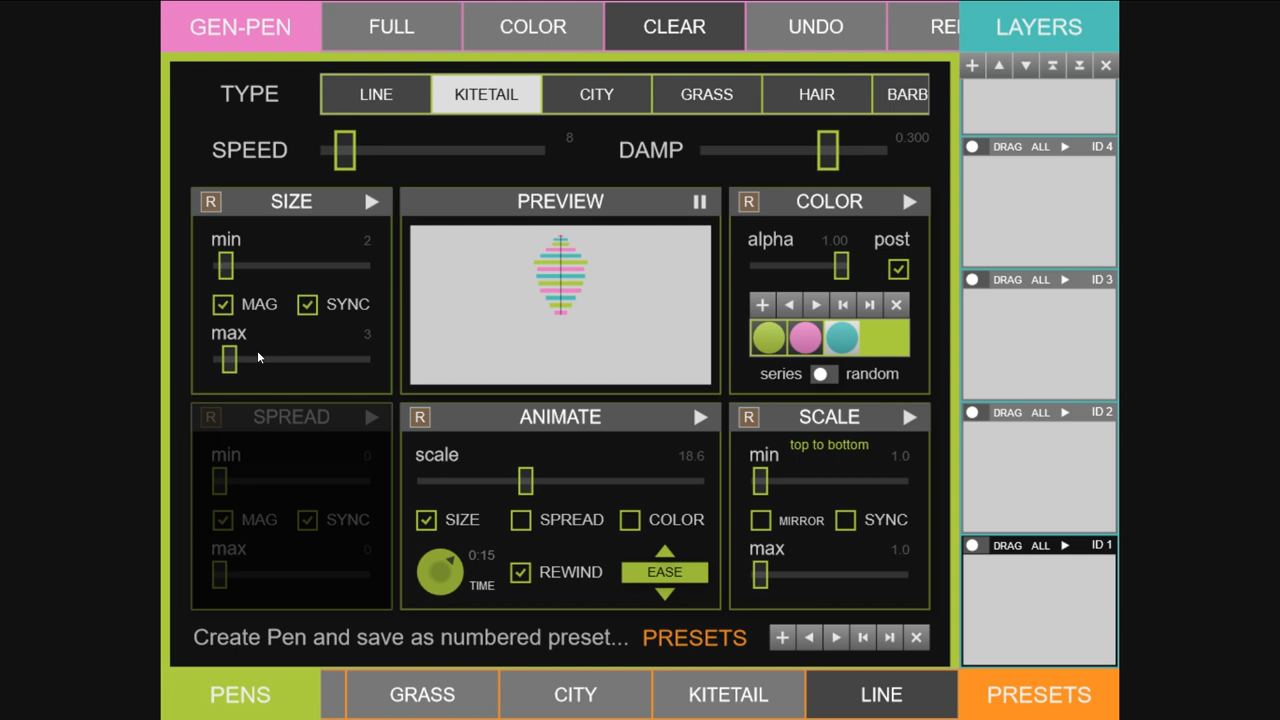 GEN-PEN FULL COLOR CLEAR UNDO LAYERS
TYPE LINE KITETAIL CITY GRASS HAIR BARB
SPEED 8 DAMP 0.300
R SIZE
min 2
MAG SYNC
max 3
PREVIEW
R COLOR
alpha 1.00 post
series random
R SPREAD
min 0
MAG SYNC
max 0
R ANIMATE
scale 18.6
SIZE SPREAD COLOR
0:15
TIME
REWIND EASE
R SCALE
top to bottom
min 1.0
MIRROR SYNC
max 1.0
Create Pen and save as numbered preset... PRESETS
PENS GRASS CITY KITETAIL LINE PRESETS
DRAG ALL ID 4
DRAG ALL ID 3
DRAG ALL ID 2
DRAG ALL ID 1